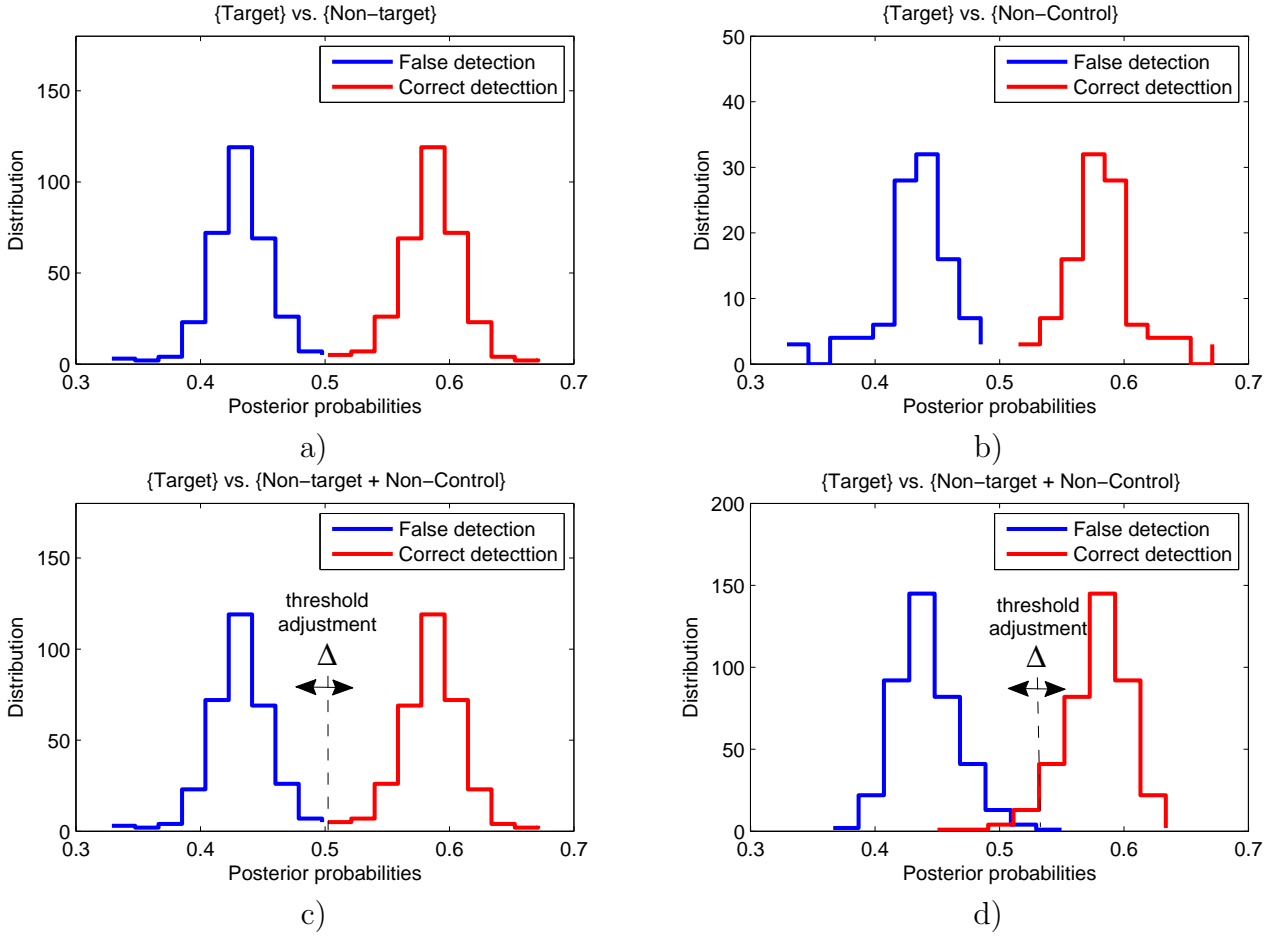 {Target} vs. {Non−target}
False detection
Correct detecttion
150
100
50
0
Distribution
0.3 0.4 0.5 0.6 0.7
Posterior probabilities
a)
{Target} vs. {Non−Control}
False detection
Correct detecttion
50
40
30
20
10
0
Distribution
0.3 0.4 0.5 0.6 0.7
Posterior probabilities
b)
{Target} vs. {Non−target + Non−Control}
False detection
Correct detecttion
threshold
adjustment
Δ
150
100
50
0
Distribution
0.3 0.4 0.5 0.6 0.7
Posterior probabilities
c)
{Target} vs. {Non−target + Non−Control}
False detection
Correct detecttion
threshold
adjustment
Δ
200
150
100
50
0
Distribution
0.3 0.4 0.5 0.6 0.7
Posterior probabilities
d)